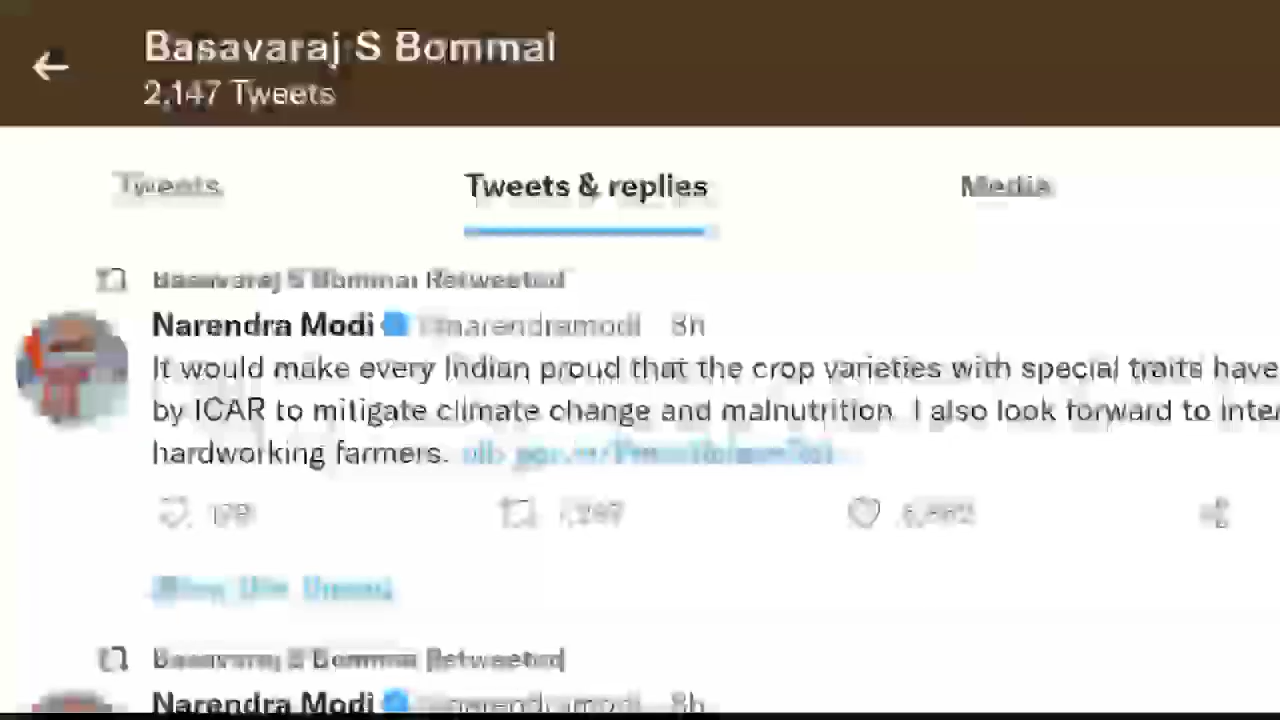 Basavaraj S Bommai
2,147 Tweets
Tweets
Tweets & replies
Media
Basavaraj S Bommai Retweeted
Narendra Modi @narendramodi 8h
It would make every Indian proud that the crop varieties with special traits have
by ICAR to mitigate climate change and malnutrition. I also look forward to inter
hardworking farmers.
Basavaraj S Bommai Retweeted
Narendra Modi @narendramodi 8h